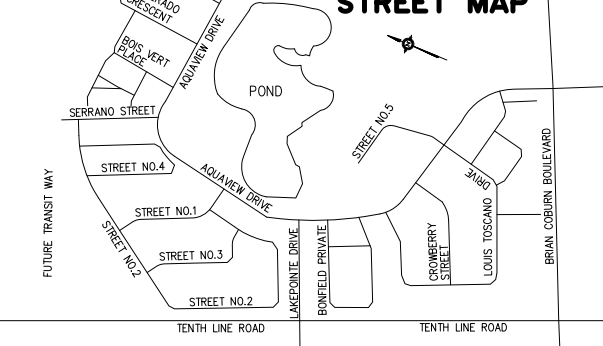 STREET MAP
CRESCENT
BOIS VERT
PLACE
AQUAVIEW DRIVE
POND
SERRANO STREET
STREET NO.5
STREET NO.4
AQUAVIEW DRIVE
DRIVE
BRIAN COBURN BOULEVARD
FUTURE TRANSIT WAY
STREET NO.1
STREET NO.2
STREET NO.3
STREET NO.2
LAKEPOINTE DRIVE
BONFIELD PRIVATE
CROWBERRY
STREET
LOUIS TOSCANO
TENTH LINE ROAD
TENTH LINE ROAD